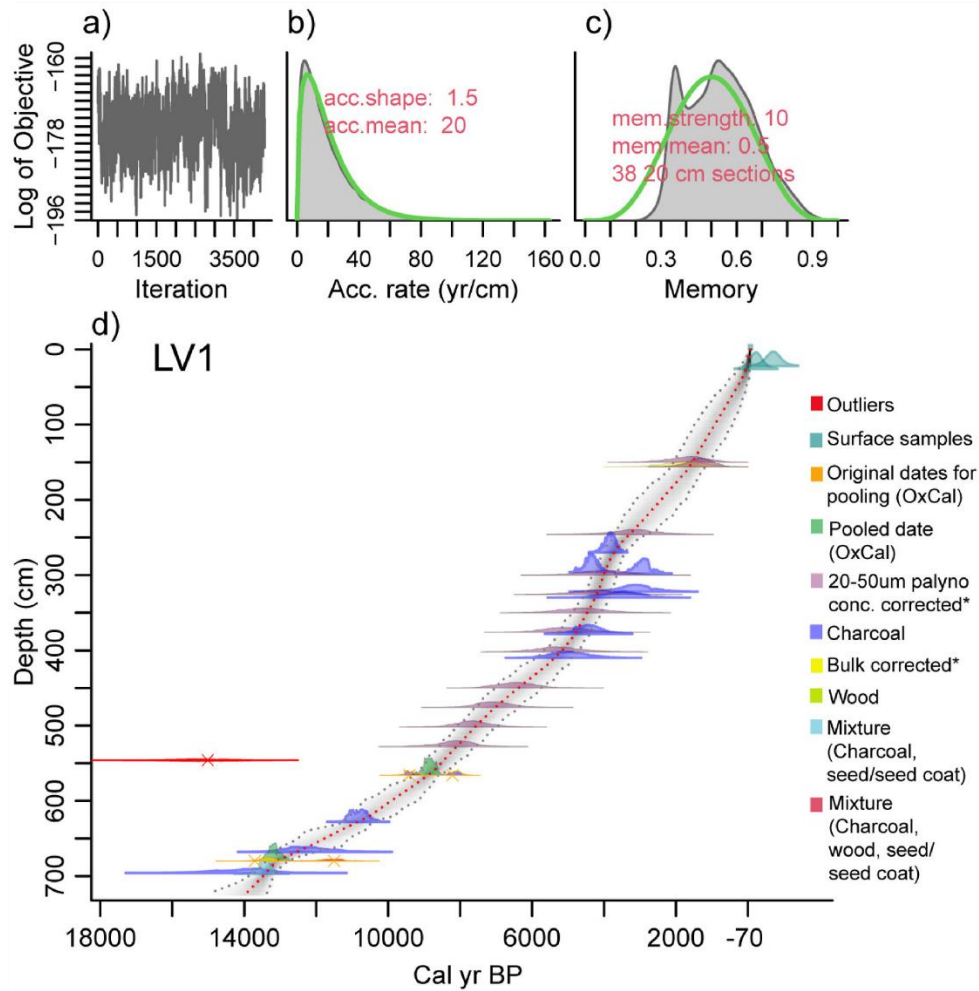 a)
b)
c)
-160
-178
-196
Log of Objective
acc.shape: 1.5
acc.mean: 20
mem.strength: 10
mem.mean: 0.5
38 20 cm sections
0 1500 3500
0 40 80 120 160
0.0 0.3 0.6 0.9
Iteration
Acc. rate (yr/cm)
Memory
d)
LV1
0
100
200
300
400
500
600
700
Depth (cm)
Outliers
Surface samples
Original dates for
pooling (OxCal)
Pooled date
(OxCal)
20-50um palyno
conc. corrected*
Charcoal
Bulk corrected*
Wood
Mixture
(Charcoal,
seed/seed coat)
Mixture
(Charcoal,
wood, seed/
seed coat)
18000 14000 10000 6000 2000 -70
Cal yr BP